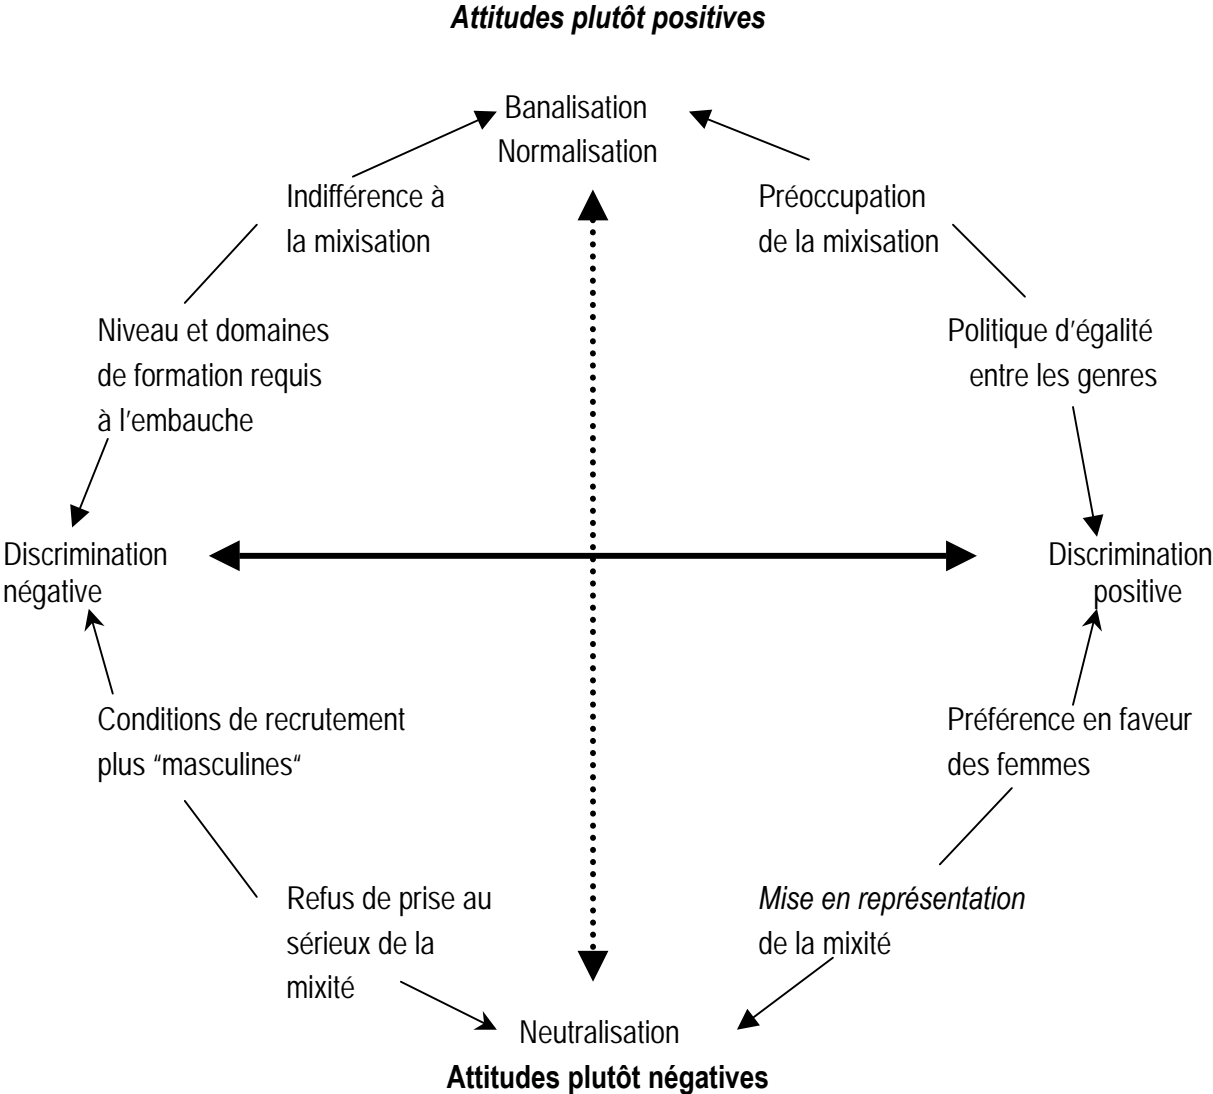 Attitudes plutôt positives
Banalisation
Normalisation
Indifférence à
la mixisation
Préoccupation
de la mixisation
Niveau et domaines
de formation requis
à l’embauche
Politique d’égalité
entre les genres
Discrimination
négative
Discrimination
positive
Conditions de recrutement
plus “masculines“
Préférence en faveur
des femmes
Refus de prise au
sérieux de la
mixité
Mise en représentation
de la mixité
Neutralisation
Attitudes plutôt négatives